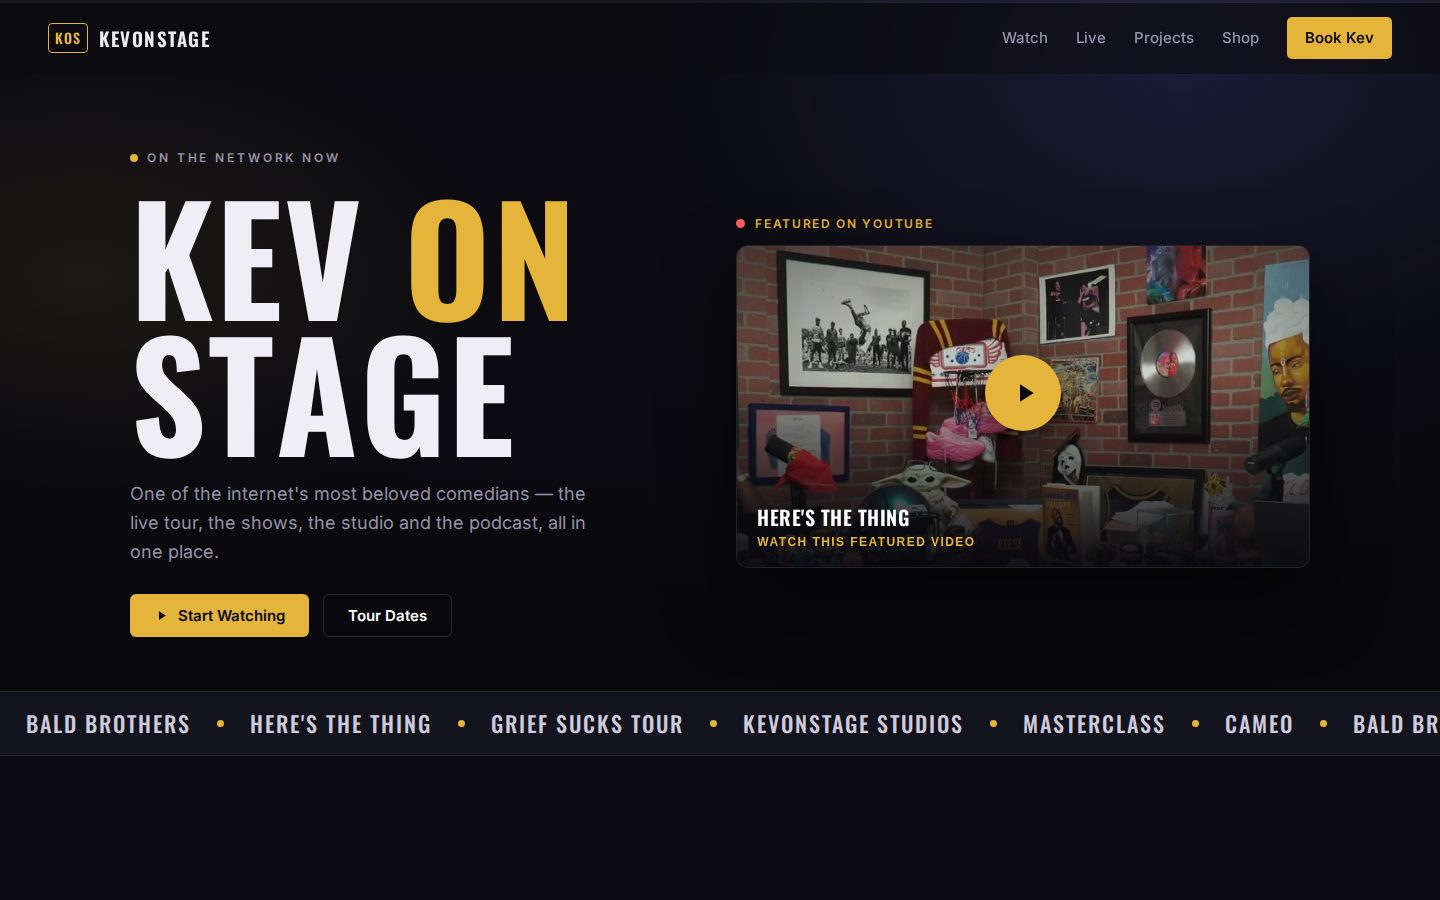 KOS
KEVONSTAGE
Watch
Live
Projects
Shop
Book Kev
ON THE NETWORK NOW
KEV ON
STAGE
One of the internet's most beloved comedians — the
live tour, the shows, the studio and the podcast, all in
one place.
Start Watching
Tour Dates
FEATURED ON YOUTUBE
REESE
HERE'S THE THING
WATCH THIS FEATURED VIDEO
BALD BROTHERS
HERE'S THE THING
GRIEF SUCKS TOUR
KEVONSTAGE STUDIOS
MASTERCLASS
CAMEO
BALD BR